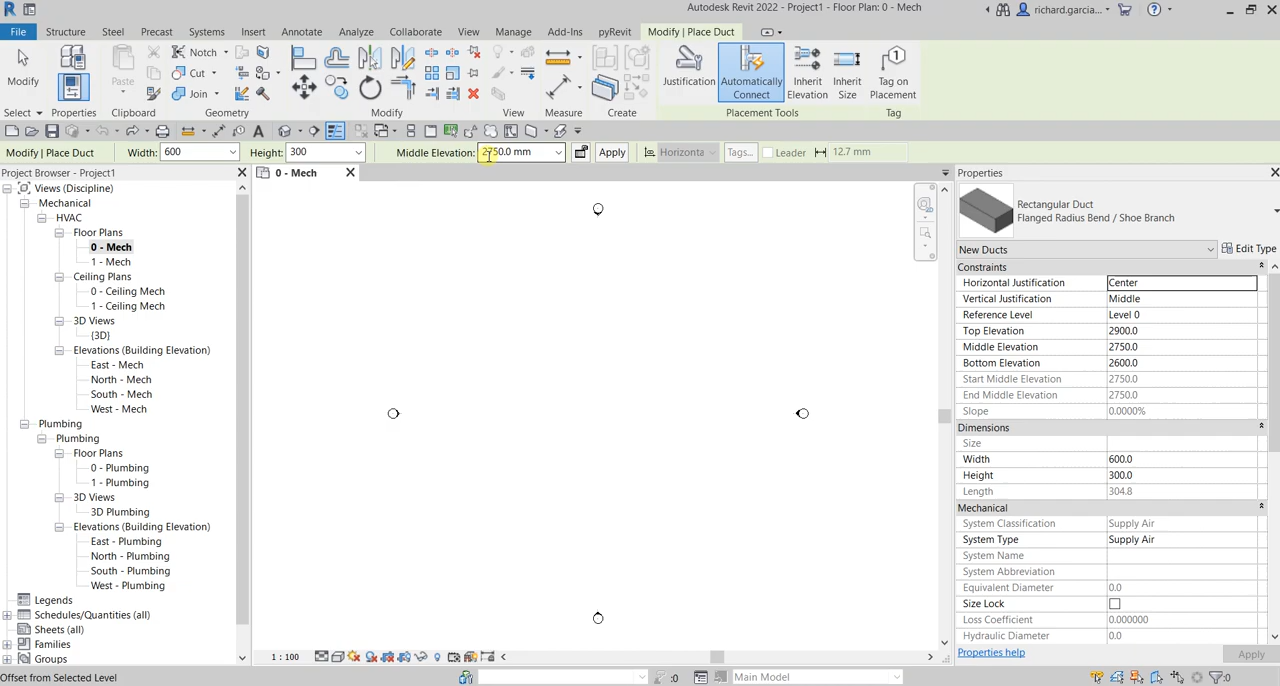 Autodesk Revit 2022 - Project1 - Floor Plan: 0 - Mech
richard.garcia...
File Structure Steel Precast Systems Insert Annotate Analyze Collaborate View Manage Add-Ins pyRevit Modify | Place Duct
Modify
Paste
Notch
Cut
Join
Justification
Automatically Connect
Inherit Elevation
Inherit Size
Tag on Placement
Select Properties Clipboard Geometry Modify View Measure Create Placement Tools Tag
Modify | Place Duct Width: 600 Height: 300 Middle Elevation: 2750.0 mm Apply Horizonta Tags... Leader 12.7 mm
Project Browser - Project1
0 - Mech
Properties
Views (Discipline)
Mechanical
HVAC
Floor Plans
0 - Mech
1 - Mech
Ceiling Plans
0 - Ceiling Mech
1 - Ceiling Mech
3D Views
{3D}
Elevations (Building Elevation)
East - Mech
North - Mech
South - Mech
West - Mech
Plumbing
Plumbing
Floor Plans
0 - Plumbing
1 - Plumbing
3D Views
3D Plumbing
Elevations (Building Elevation)
East - Plumbing
North - Plumbing
South - Plumbing
West - Plumbing
Legends
Schedules/Quantities (all)
Sheets (all)
Families
Groups
Rectangular Duct
Flanged Radius Bend / Shoe Branch
New Ducts Edit Type
Constraints
Horizontal Justification Center
Vertical Justification Middle
Reference Level Level 0
Top Elevation 2900.0
Middle Elevation 2750.0
Bottom Elevation 2600.0
Start Middle Elevation 2750.0
End Middle Elevation 2750.0
Slope 0.0000%
Dimensions
Size
Width 600.0
Height 300.0
Length 304.8
Mechanical
System Classification Supply Air
System Type Supply Air
System Name
System Abbreviation
Equivalent Diameter 0.0
Size Lock
Loss Coefficient 0.000000
Hydraulic Diameter 0.0
Properties help Apply
1 : 100
Offset from Selected Level :0 Main Model :0